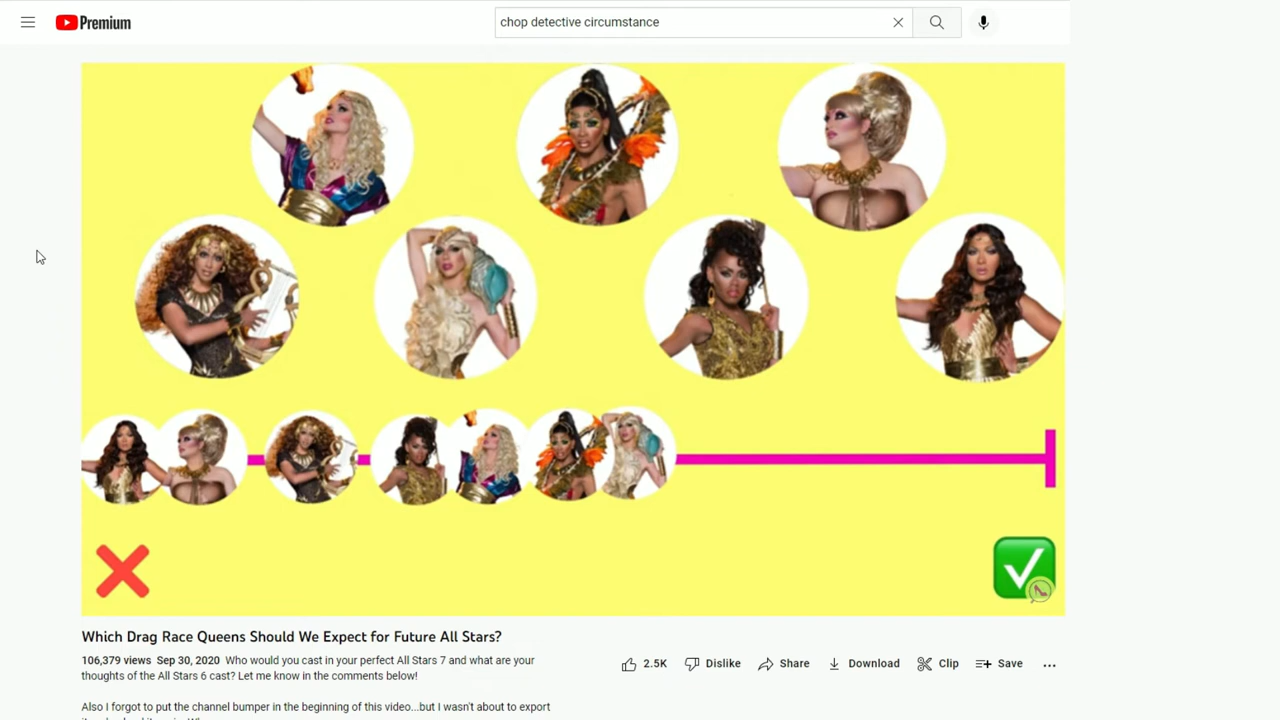 Premium
chop detective circumstance
Which Drag Race Queens Should We Expect for Future All Stars?
106,379 views Sep 30, 2020 Who would you cast in your perfect All Stars 7 and what are your
thoughts of the All Stars 6 cast? Let me know in the comments below!
2.5K Dislike Share Download Clip Save
Also I forgot to put the channel bumper in the beginning of this video...but I wasn't about to export